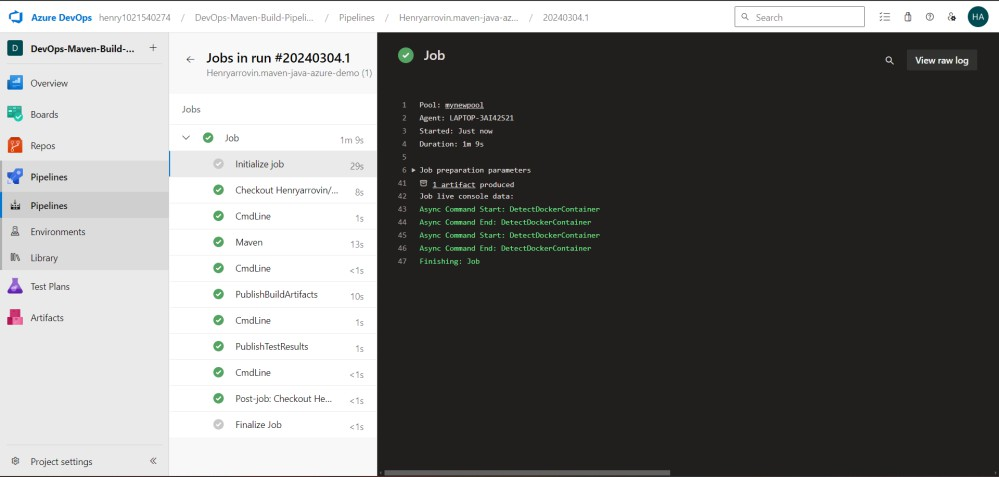 Azure DevOps henry1021540274 / DevOps-Maven-Build-Pipeli... / Pipelines / Henryarrovin.maven-java-az... / 20240304.1
Search
HA
D DevOps-Maven-Build-... +
Overview
Boards
Repos
Pipelines
Pipelines
Environments
Library
Test Plans
Artifacts
Project settings
Jobs in run #20240304.1
Henryarrovin.maven-java-azure-demo (1)
Jobs
Job 1m 9s
Initialize job 29s
Checkout Henryarrovin/... 8s
CmdLine 1s
Maven 13s
CmdLine <1s
PublishBuildArtifacts 10s
CmdLine 1s
PublishTestResults 1s
CmdLine <1s
Post-job: Checkout He... <1s
Finalize Job <1s
Job
View raw log
1 Pool: mynewpool
2 Agent: LAPTOP-3AI42521
3 Started: Just now
4 Duration: 1m 9s
5
6 Job preparation parameters
41 1 artifact produced
42 Job live console data:
43 Async Command Start: DetectDockerContainer
44 Async Command End: DetectDockerContainer
45 Async Command Start: DetectDockerContainer
46 Async Command End: DetectDockerContainer
47 Finishing: Job